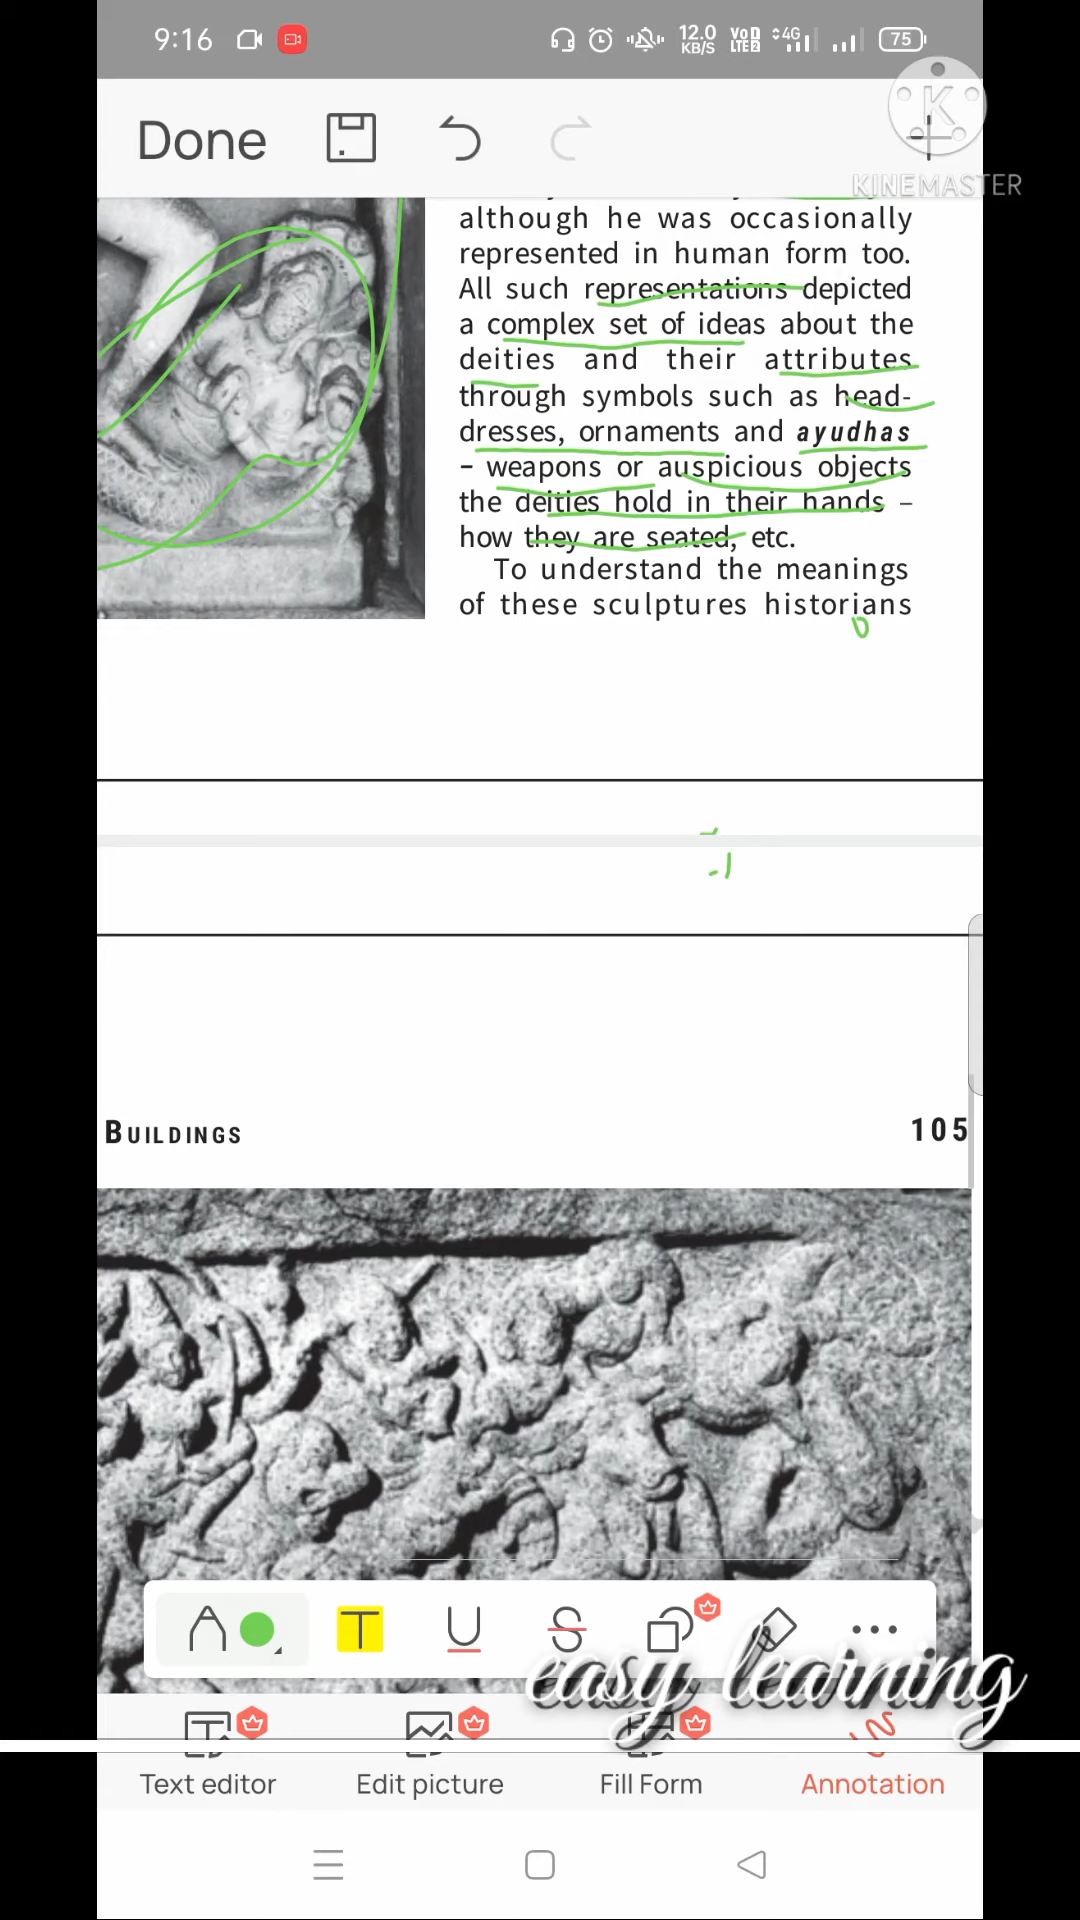 9:16
12.0
KB/S
VoD
LTE2
4G
75
Done
K
KINEMASTER
although he was occasionally
represented in human form too.
All such representations depicted
a complex set of ideas about the
deities and their attributes
through symbols such as head-
dresses, ornaments and ayudhas
– weapons or auspicious objects
the deities hold in their hands –
how they are seated, etc.
To understand the meanings
of these sculptures historians
BUILDINGS
105
T
U
S
easy learning
Text editor
Edit picture
Fill Form
Annotation